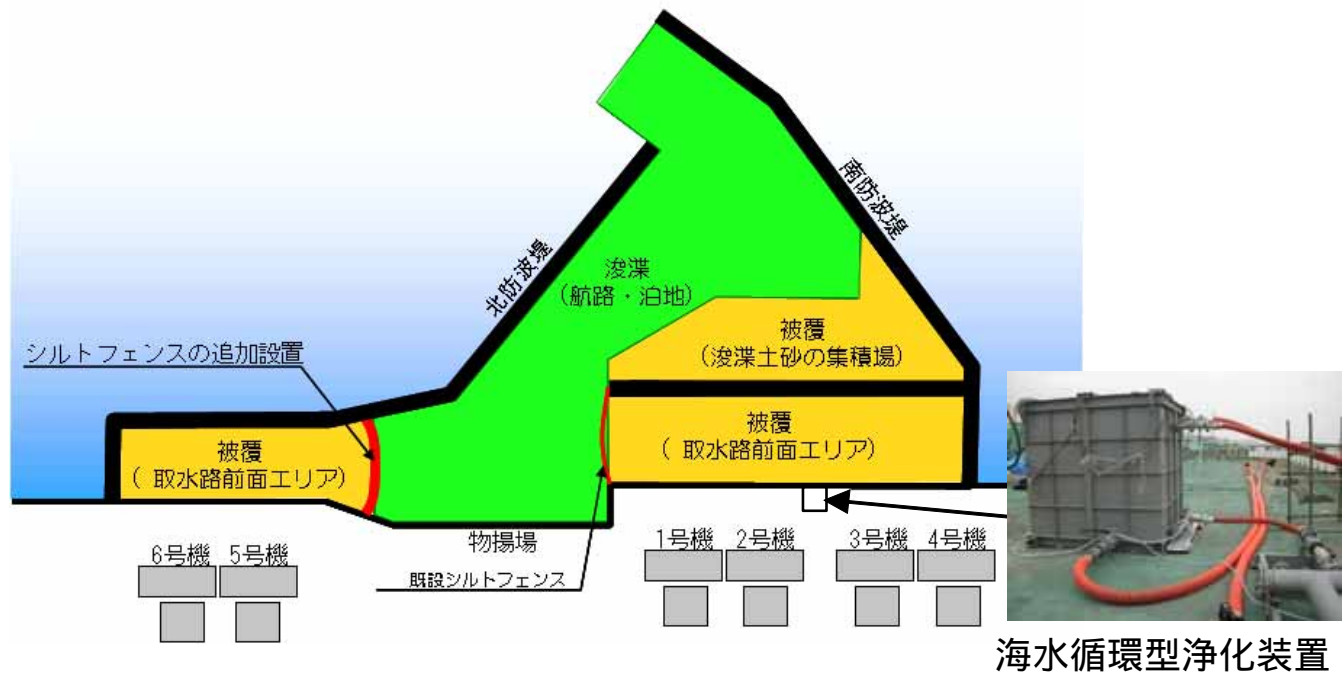 南防波堤
北防波堤
浚渫
(航路・泊地)
被覆
(浚渫土砂の集積場)
シルトフェンスの追加設置
被覆
( 取水路前面エリア)
被覆
( 取水路前面エリア)
物揚場
既設シルトフェンス
6号機 5号機
1号機 2号機 3号機 4号機
海水循環型浄化装置